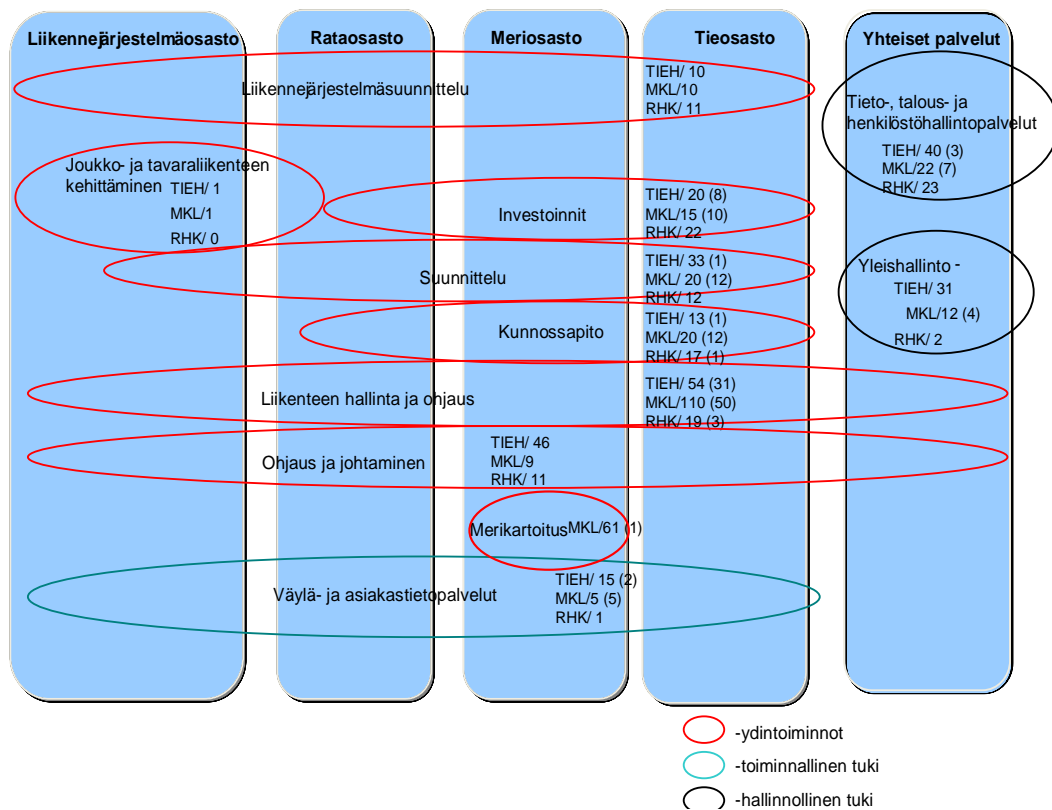 Liikennejärjestelmäosasto
Rataosasto
Meriosasto
Tieosasto
Yhteiset palvelut
Liikennejärjestelmäsuunnittelu
TIEH/ 10
MKL/10
RHK/ 11
Tieto-, talous- ja
henkilöstöhallintopalvelut
TIEH/ 40 (3)
MKL/22 (7)
RHK/ 23
Joukko- ja tavaraliikenteen
kehittäminen
TIEH/ 1
MKL/1
RHK/ 0
Investoinnit
TIEH/ 20 (8)
MKL/15 (10)
RHK/ 22
Suunnittelu
TIEH/ 33 (1)
MKL/ 20 (12)
RHK/ 12
Yleishallinto -
TIEH/ 31
MKL/12 (4)
RHK/ 2
Kunnossapito
TIEH/ 13 (1)
MKL/20 (12)
RHK/ 17 (1)
Liikenteen hallinta ja ohjaus
TIEH/ 54 (31)
MKL/110 (50)
RHK/ 19 (3)
Ohjaus ja johtaminen
TIEH/ 46
MKL/9
RHK/ 11
Merikartoitus
MKL/61 (1)
Väylä- ja asiakastietopalvelut
TIEH/ 15 (2)
MKL/5 (5)
RHK/ 1
-ydintoiminnot
-toiminnallinen tuki
-hallinnollinen tuki